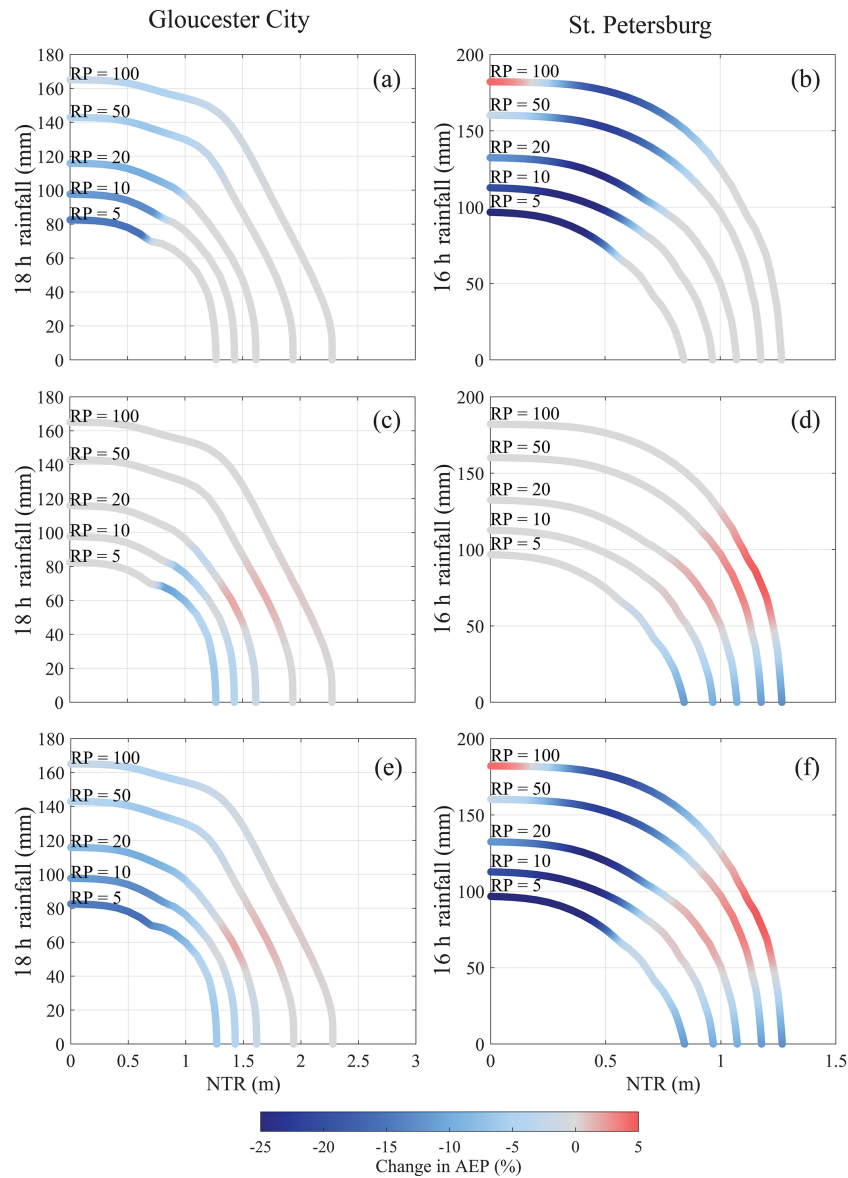 Gloucester City
St. Petersburg
180
160
140
120
100
80
60
40
20
0
18 h rainfall (mm)
RP = 100
RP = 50
RP = 20
RP = 10
RP = 5
(a)
200
150
100
50
0
16 h rainfall (mm)
RP = 100
RP = 50
RP = 20
RP = 10
RP = 5
(b)
180
160
140
120
100
80
60
40
20
0
18 h rainfall (mm)
RP = 100
RP = 50
RP = 20
RP = 10
RP = 5
(c)
200
150
100
50
0
16 h rainfall (mm)
RP = 100
RP = 50
RP = 20
RP = 10
RP = 5
(d)
180
160
140
120
100
80
60
40
20
0
18 h rainfall (mm)
RP = 100
RP = 50
RP = 20
RP = 10
RP = 5
(e)
0 0.5 1 1.5 2 2.5 3
NTR (m)
200
150
100
50
0
16 h rainfall (mm)
RP = 100
RP = 50
RP = 20
RP = 10
RP = 5
(f)
0 0.5 1 1.5
NTR (m)
-25 -20 -15 -10 -5 0 5
Change in AEP (%)